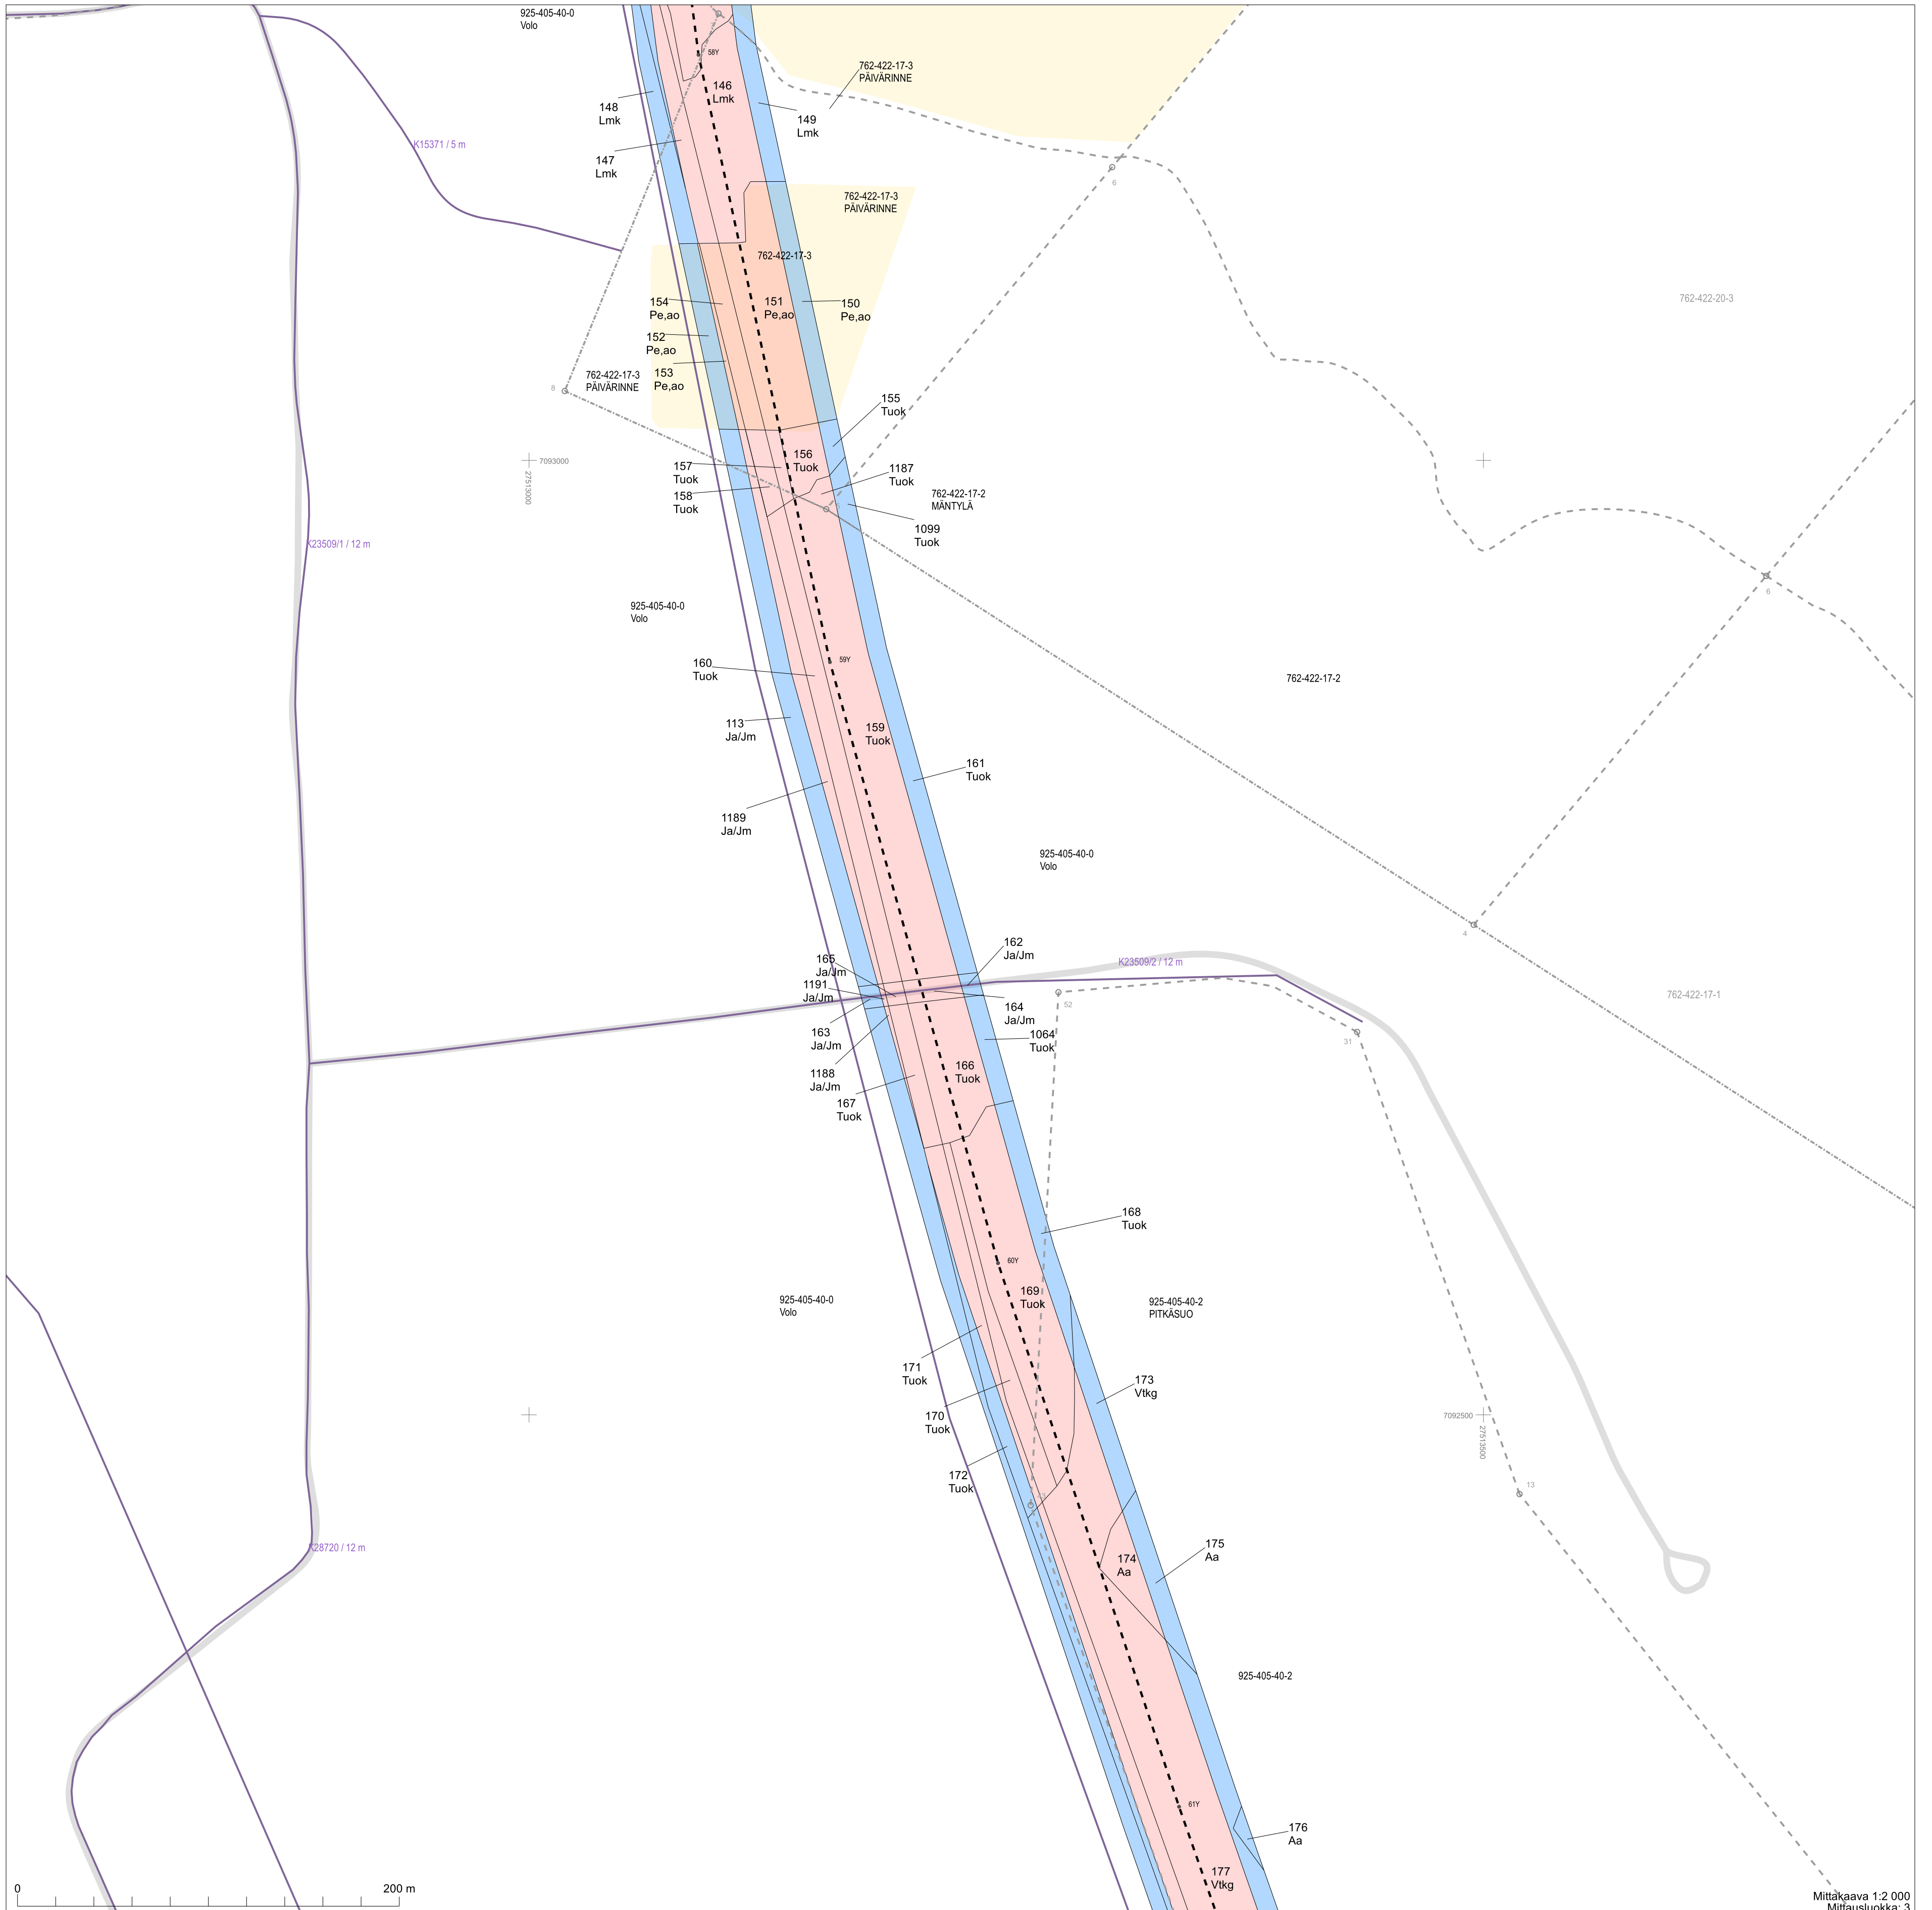 925-405-40-0
Volo
58Y
762-422-17-3
PÄIVÄRINNE
146
Lmk
148
Lmk
149
Lmk
K15371 / 5 m
147
Lmk
6
762-422-17-3
PÄIVÄRINNE
762-422-17-3
762-422-20-3
154
Pe,ao
151
Pe,ao
150
Pe,ao
152
Pe,ao
762-422-17-3
PÄIVÄRINNE
153
Pe,ao
8
155
Tuok
156
Tuok
7093000
27513000
157
Tuok
1187
Tuok
158
Tuok
762-422-17-2
MÄNTYLÄ
1099
Tuok
K23509/1 / 12 m
6
925-405-40-0
Volo
59Y
160
Tuok
762-422-17-2
113
Ja/Jm
159
Tuok
161
Tuok
1189
Ja/Jm
925-405-40-0
Volo
4
162
Ja/Jm
165
Ja/Jm
K23509/2 / 12 m
1191
Ja/Jm
762-422-17-1
52
164
Ja/Jm
163
Ja/Jm
1064
Tuok
31
1188
Ja/Jm
166
Tuok
167
Tuok
168
Tuok
60Y
169
Tuok
925-405-40-0
Volo
925-405-40-2
PITKÄSUO
171
Tuok
173
Vtkg
170
Tuok
7092500
27513500
172
Tuok
13
K28720 / 12 m
174
Aa
175
Aa
925-405-40-2
61Y
176
Aa
177
Vtkg
0
200 m
Mittakaava 1:2 000
Mittausluokka: 3